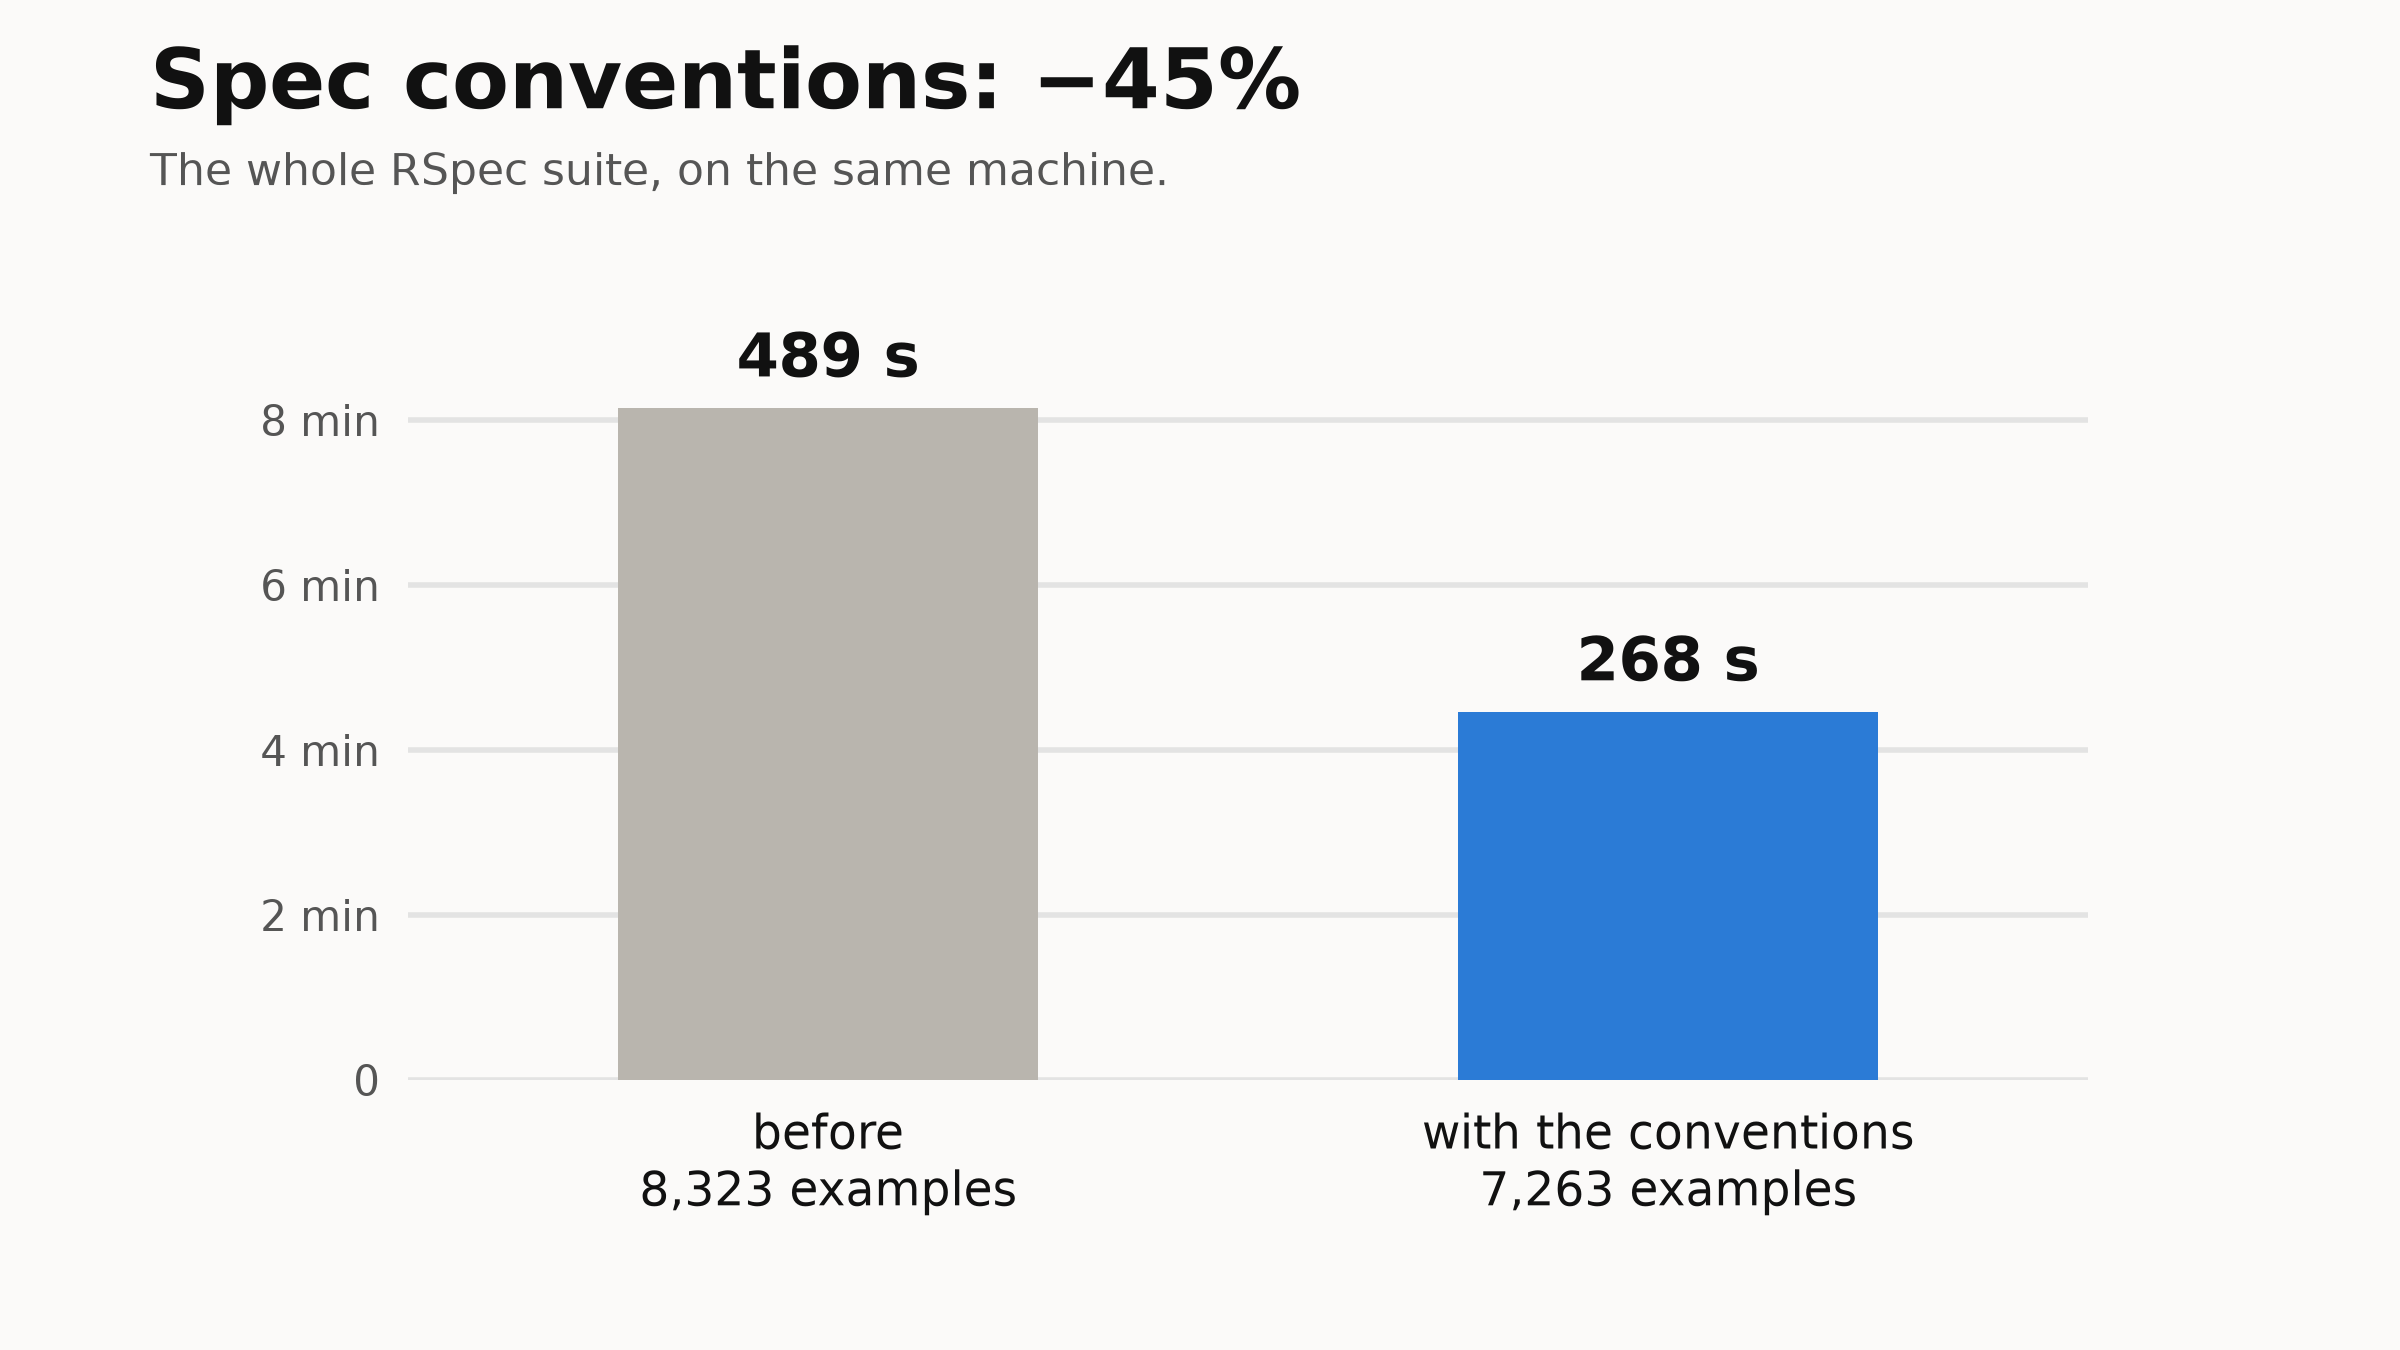 Spec conventions: −45%
The whole RSpec suite, on the same machine.
489 s
8 min
6 min
268 s
4 min
2 min
0
before
8,323 examples
with the conventions
7,263 examples